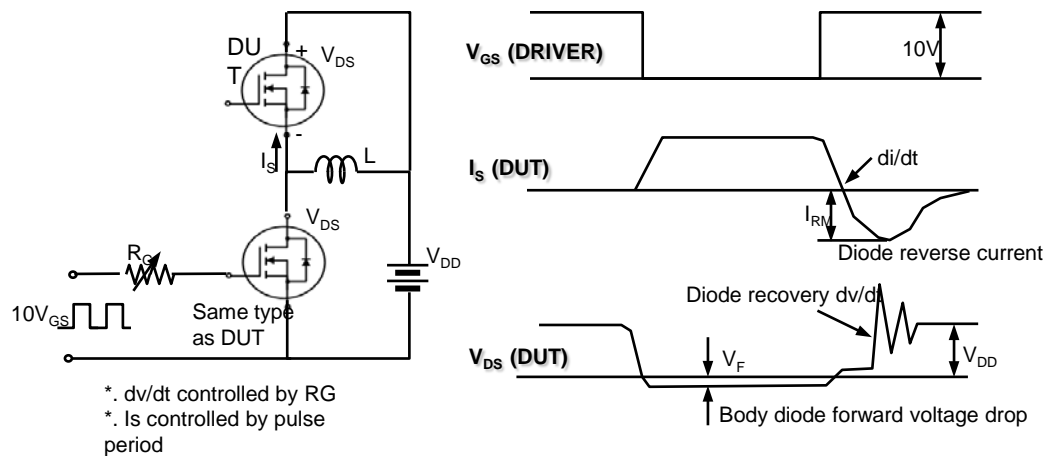 DU
T
+
V_DS
-
I_S
L
V_DS
R_G
V_DD
10V_GS
Same type
as DUT
*. dv/dt controlled by RG
*. Is controlled by pulse
period
V_GS (DRIVER)
10V
I_S (DUT)
di/dt
I_RM
Diode reverse current
Diode recovery dv/dt
V_DS (DUT)
V_F
V_DD
Body diode forward voltage drop